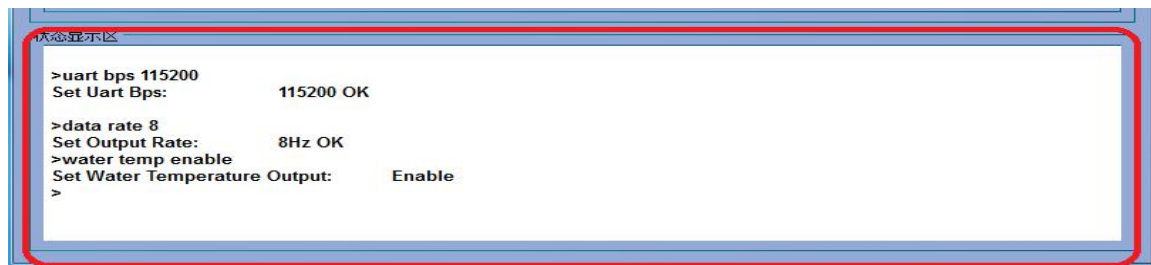 状态显示区
>uart bps 115200
Set Uart Bps: 115200 OK
>data rate 8
Set Output Rate: 8Hz OK
>water temp enable
Set Water Temperature Output: Enable
>